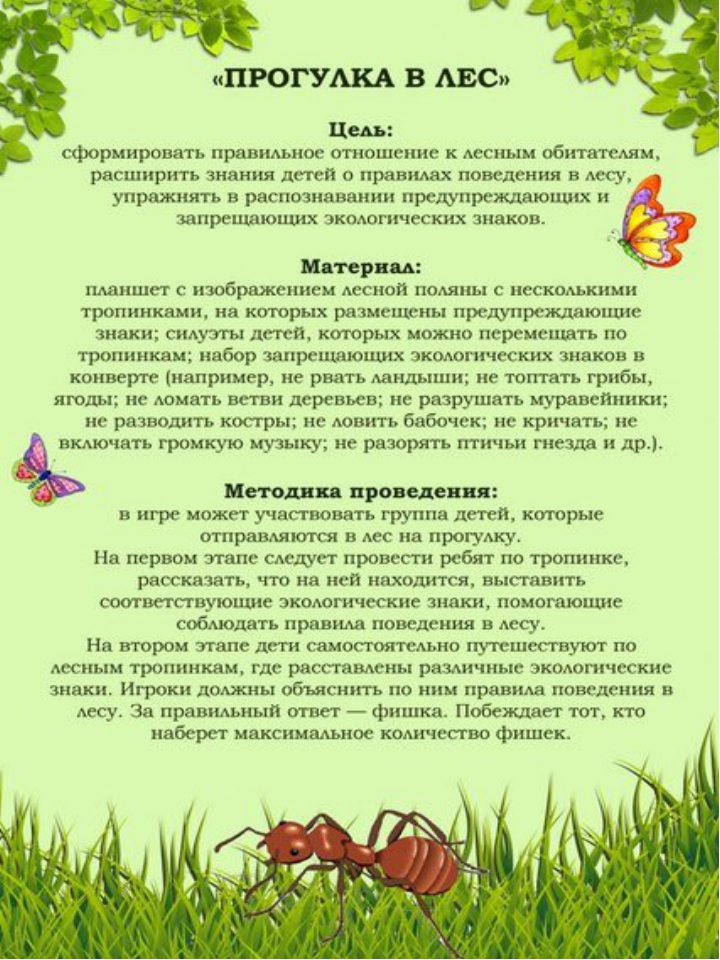 «ПРОГУЛКА В ЛЕС»
Цель:
сформировать правильное отношение к лесным обитателям,
расширить знания детей о правилах поведения в лесу,
упражнять в распознавании предупреждающих и
запрещающих экологических знаков.
Материал:
планшет с изображением лесной поляны с несколькими
тропинками, на которых размещены предупреждающие
знаки; силуэты детей, которых можно перемещать по
тропинкам; набор запрещающих экологических знаков в
конверте (например, не рвать ландыши; не топтать грибы,
ягоды; не ломать ветви деревьев; не разрушать муравейники;
не разводить костры; не ловить бабочек; не кричать; не
включать громкую музыку; не разорять птичьи гнезда и др.).
Методика проведения:
в игре может участвовать группа детей, которые
отправляются в лес на прогулку.
На первом этапе следует провести ребят по тропинке,
рассказать, что на ней находится, выставить
соответствующие экологические знаки, помогающие
соблюдать правила поведения в лесу.
На втором этапе дети самостоятельно путешествуют по
лесным тропинкам, где расставлены различные экологические
знаки. Игроки должны объяснить по ним правила поведения в
лесу. За правильный ответ — фишка. Побеждает тот, кто
наберет максимальное количество фишек.